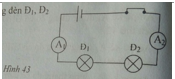 g đèn Đ1, Đ2
A1
A2
Đ1
Đ2
Hình 43